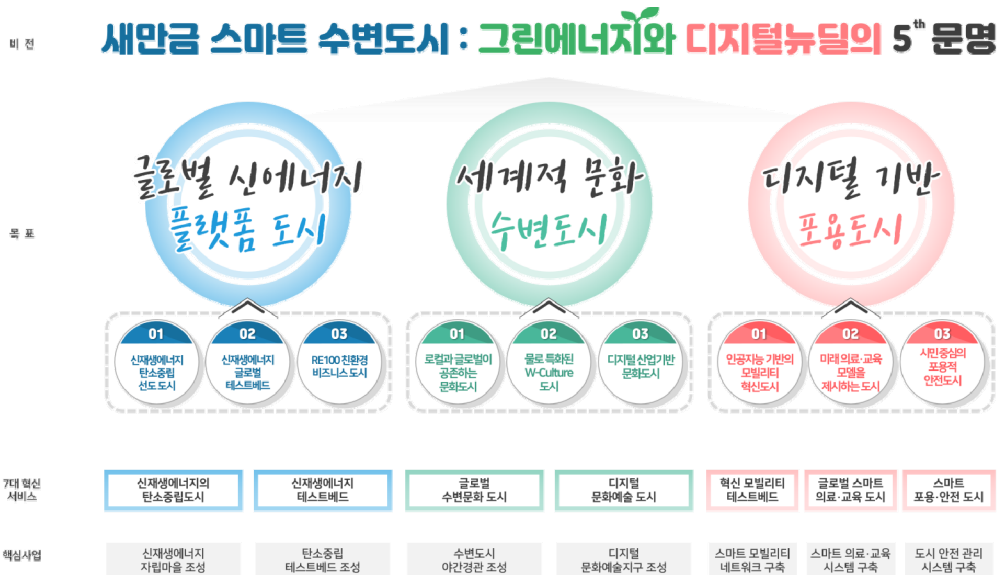 비 전
새만금 스마트 수변도시 : 그린에너지와 디지털뉴딜의 5th 문명
목 표
글로벌 신에너지
플랫폼 도시
세계적 문화
수변도시
디지털 기반
포용도시
01
신재생에너지
탄소중립
선도 도시
02
신재생에너지
글로벌
테스트베드
03
RE100 친환경
비즈니스 도시
01
로컬과 글로벌이
공존하는
문화도시
02
물로 특화된
W-Culture
도시
03
디지털 산업기반
문화도시
01
인공지능 기반의
모빌리티
혁신도시
02
미래 의료·교육
모델을
제시하는 도시
03
시민중심의
포용적
안전도시
7대 혁신
서비스
신재생에너지의
탄소중립도시
신재생에너지
테스트베드
글로벌
수변문화 도시
디지털
문화예술 도시
혁신 모빌리티
테스트베드
글로벌 스마트
의료·교육 도시
스마트
포용·안전 도시
핵심사업
신재생에너지
자립마을 조성
탄소중립
테스트베드 조성
수변도시
야간경관 조성
디지털
문화예술지구 조성
스마트 모빌리티
네트워크 구축
스마트 의료·교육
시스템 구축
도시 안전 관리
시스템 구축